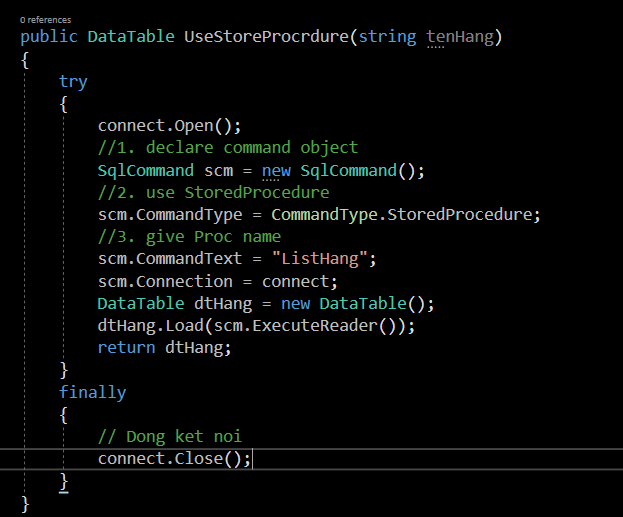 0 references
public DataTable UseStoreProcrdure(string tenHang)
{
try
{
connect.Open();
//1. declare command object
SqlCommand scm = new SqlCommand();
//2. use StoredProcedure
scm.CommandType = CommandType.StoredProcedure;
//3. give Proc name
scm.CommandText = "ListHang";
scm.Connection = connect;
DataTable dtHang = new DataTable();
dtHang.Load(scm.ExecuteReader());
return dtHang;
}
finally
{
// Dong ket noi
connect.Close();
}
}